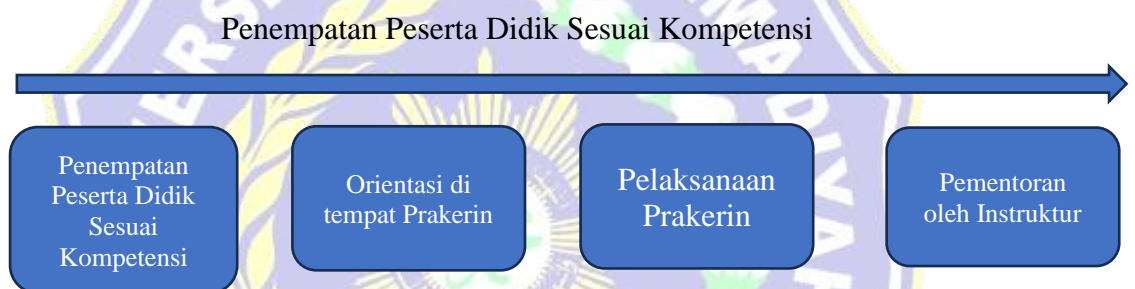 Penempatan Peserta Didik Sesuai Kompetensi
Penempatan
Peserta Didik
Sesuai
Kompetensi
Orientasi di
tempat Prakerin
Pelaksanaan
Prakerin
Pementoran
oleh Instruktur